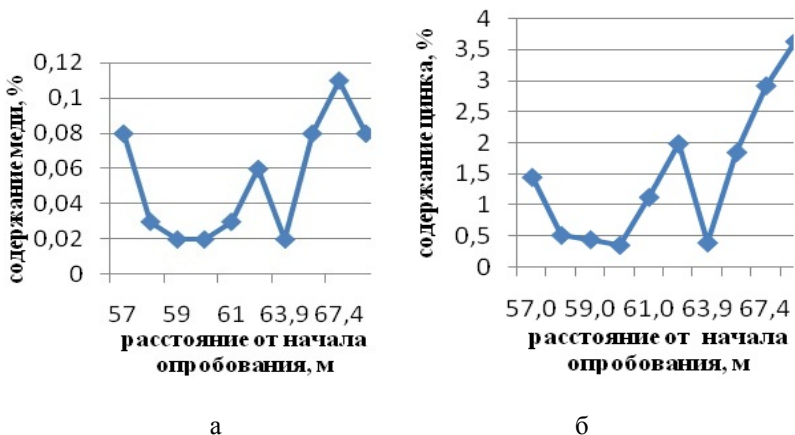 содержание меди, %
0,12
0,1
0,08
0,06
0,04
0,02
0
57 59 61 63,9 67,4
расстояние от начала
опробования, м
а
содержание цинка, %
4
3,5
3
2,5
2
1,5
1
0,5
0
57,0 59,0 61,0 63,9 67,4
расстояние от начала
опробования, м
б